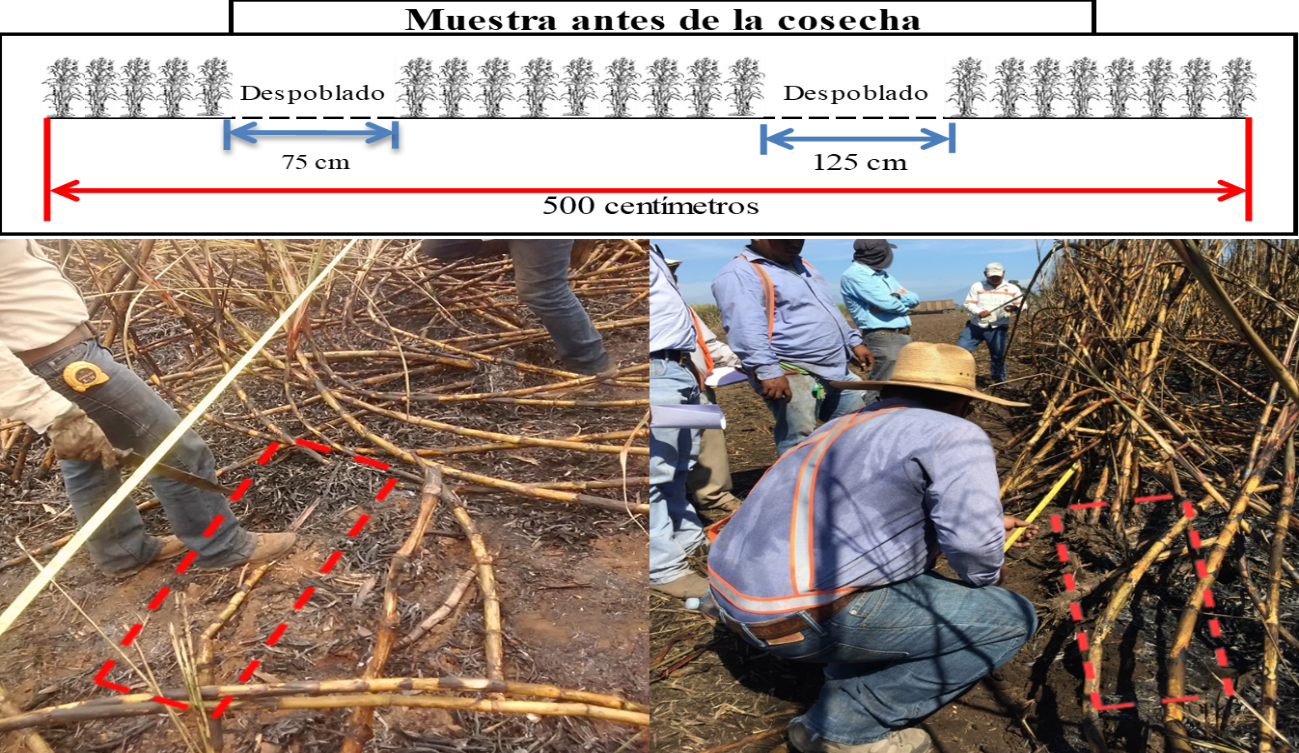 Muestra antes de la cosecha
Despoblado
Despoblado
75 cm
125 cm
500 centímetros